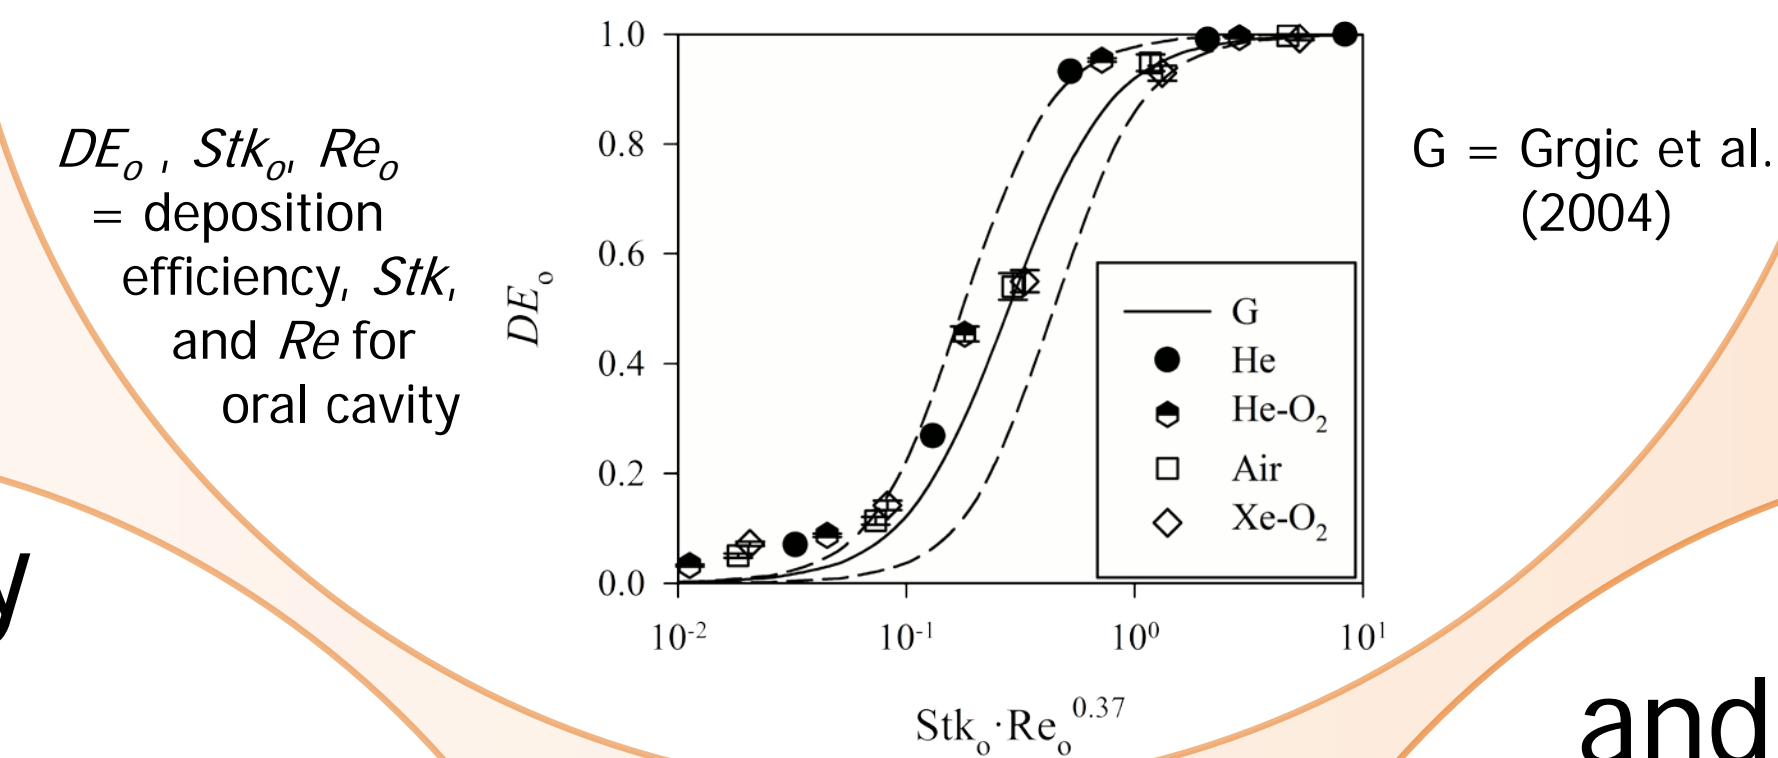 DEo , Stko, Reo
= deposition
efficiency, Stk,
and Re for
oral cavity
y
1.0
0.8
0.6
0.4
0.2
0.0
DEo
10-2 10-1 100 101
Stko·Reo0.37
G
He
He-O2
Air
Xe-O2
G = Grgic et al.
(2004)
and